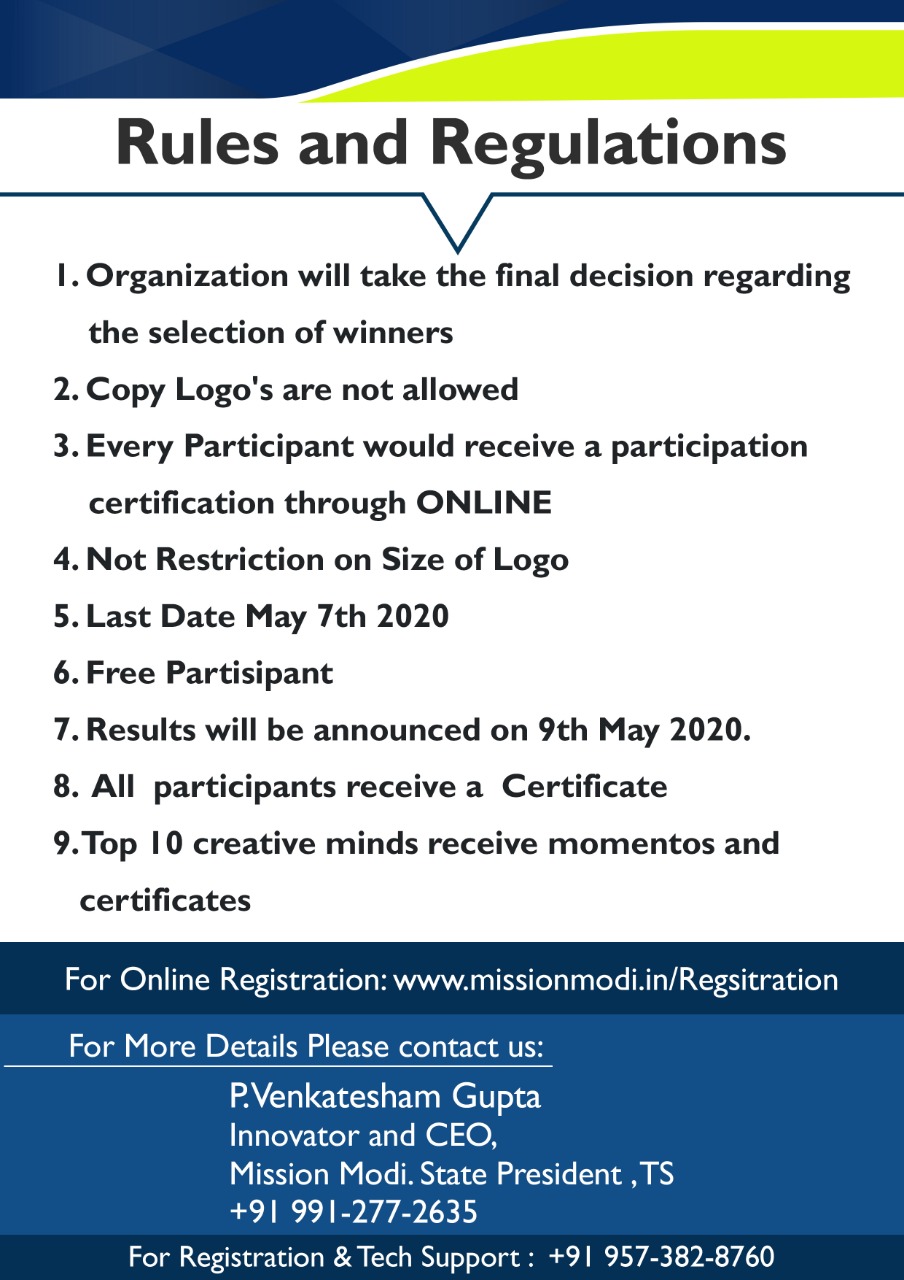 Rules and Regulations
1. Organization will take the final decision regarding
the selection of winners
2. Copy Logo's are not allowed
3. Every Participant would receive a participation
certification through ONLINE
4. Not Restriction on Size of Logo
5. Last Date May 7th 2020
6. Free Partisipant
7. Results will be announced on 9th May 2020.
8. All participants receive a Certificate
9. Top 10 creative minds receive momentos and
certificates
For Online Registration: www.missionmodi.in/Regsitration
For More Details Please contact us:
P.Venkatesham Gupta
Innovator and CEO,
Mission Modi. State President ,TS
+91 991-277-2635
For Registration & Tech Support : +91 957-382-8760